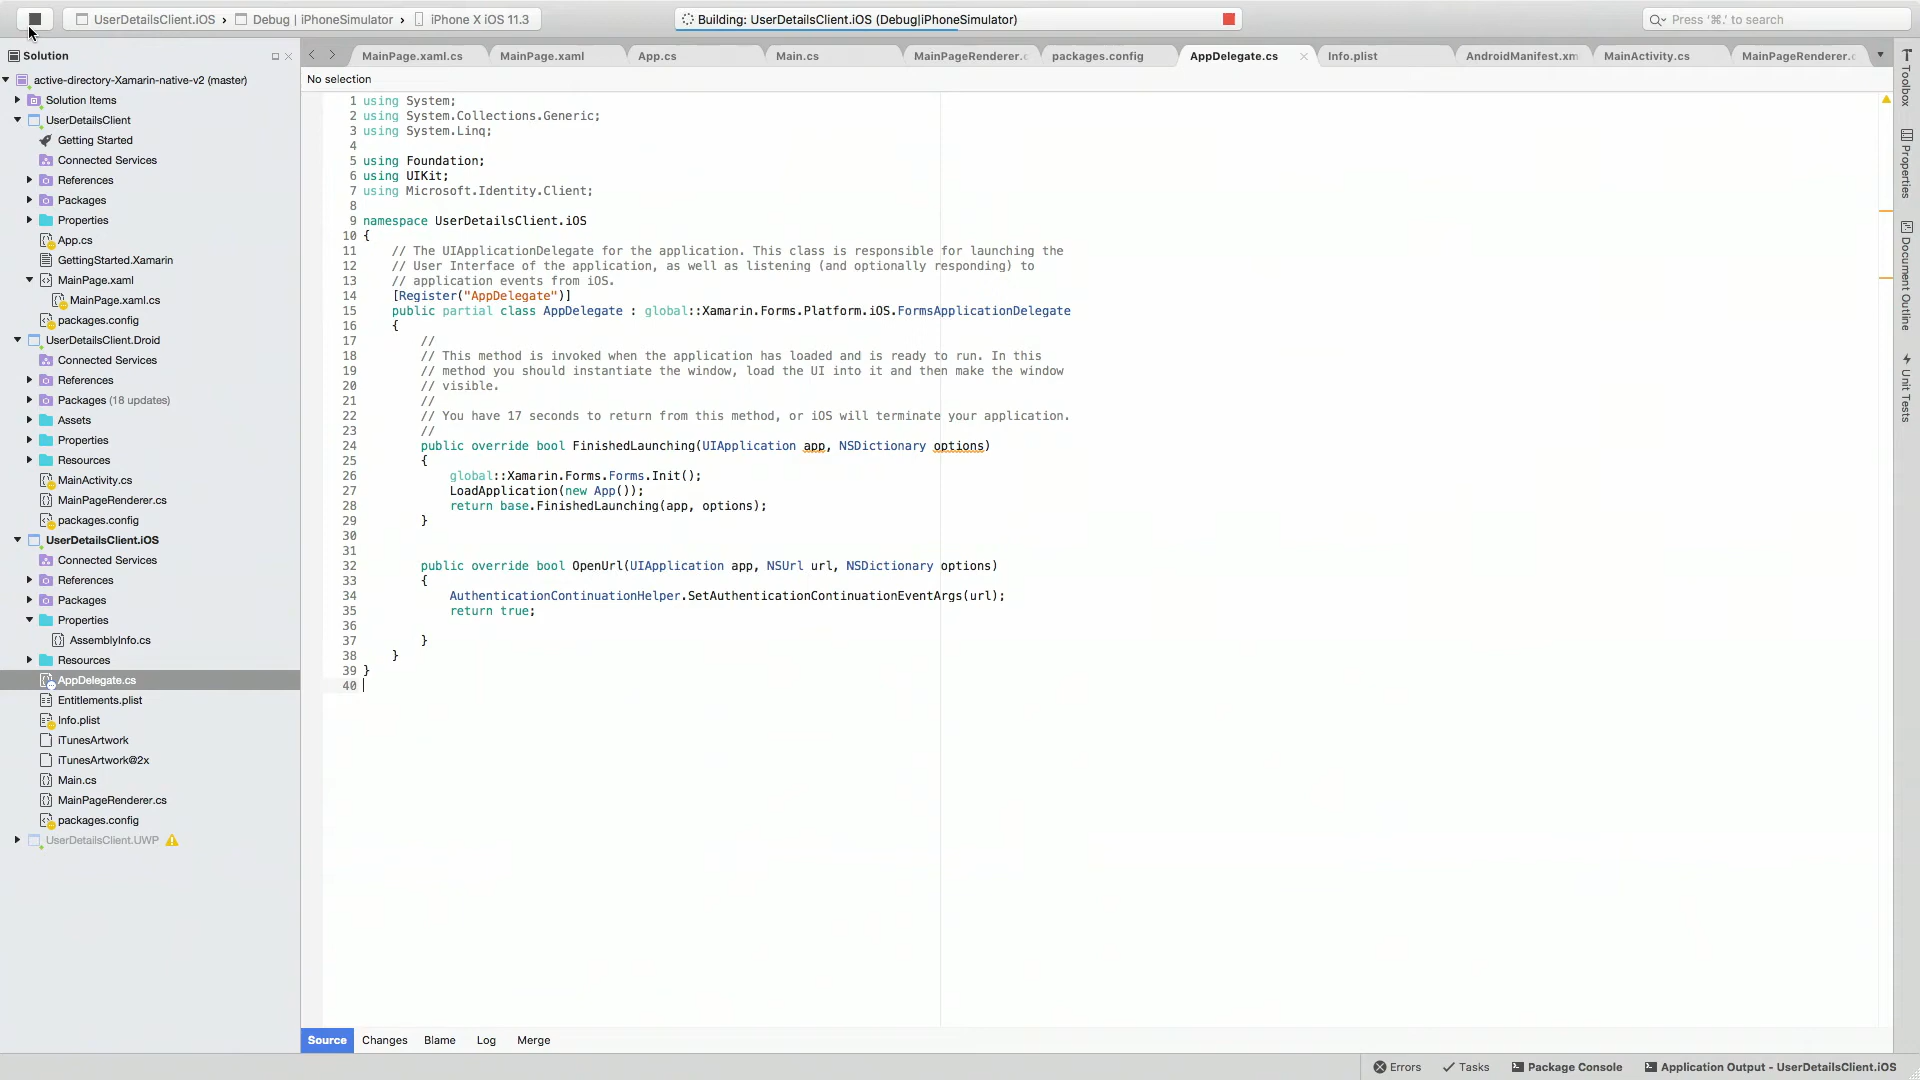 UserDetailsClient.iOS › Debug | iPhoneSimulator › iPhone X iOS 11.3
Building: UserDetailsClient.iOS (Debug|iPhoneSimulator)
Press '⌘.' to search
Solution
active-directory-Xamarin-native-v2 (master)
Solution Items
UserDetailsClient
Getting Started
Connected Services
References
Packages
Properties
App.cs
GettingStarted.Xamarin
MainPage.xaml
MainPage.xaml.cs
packages.config
UserDetailsClient.Droid
Connected Services
References
Packages (18 updates)
Assets
Properties
Resources
MainActivity.cs
MainPageRenderer.cs
packages.config
UserDetailsClient.iOS
Connected Services
References
Packages
Properties
AssemblyInfo.cs
Resources
AppDelegate.cs
Entitlements.plist
Info.plist
iTunesArtwork
iTunesArtwork@2x
Main.cs
MainPageRenderer.cs
packages.config
UserDetailsClient.UWP
MainPage.xaml.cs MainPage.xaml App.cs Main.cs MainPageRenderer.c packages.config AppDelegate.cs Info.plist AndroidManifest.xm MainActivity.cs MainPageRenderer.c
No selection
1 using System;
2 using System.Collections.Generic;
3 using System.Linq;
4
5 using Foundation;
6 using UIKit;
7 using Microsoft.Identity.Client;
8
9 namespace UserDetailsClient.iOS
10 {
11 // The UIApplicationDelegate for the application. This class is responsible for launching the
12 // User Interface of the application, as well as listening (and optionally responding) to
13 // application events from iOS.
14 [Register("AppDelegate")]
15 public partial class AppDelegate : global::Xamarin.Forms.Platform.iOS.FormsApplicationDelegate
16 {
17 //
18 // This method is invoked when the application has loaded and is ready to run. In this
19 // method you should instantiate the window, load the UI into it and then make the window
20 // visible.
21 //
22 // You have 17 seconds to return from this method, or iOS will terminate your application.
23 //
24 public override bool FinishedLaunching(UIApplication app, NSDictionary options)
25 {
26 global::Xamarin.Forms.Forms.Init();
27 LoadApplication(new App());
28 return base.FinishedLaunching(app, options);
29 }
30
31
32 public override bool OpenUrl(UIApplication app, NSUrl url, NSDictionary options)
33 {
34 AuthenticationContinuationHelper.SetAuthenticationContinuationEventArgs(url);
35 return true;
36
37 }
38 }
39 }
40
Source Changes Blame Log Merge
Errors Tasks Package Console Application Output - UserDetailsClient.iOS
Toolbox
Properties
Document Outline
Unit Tests